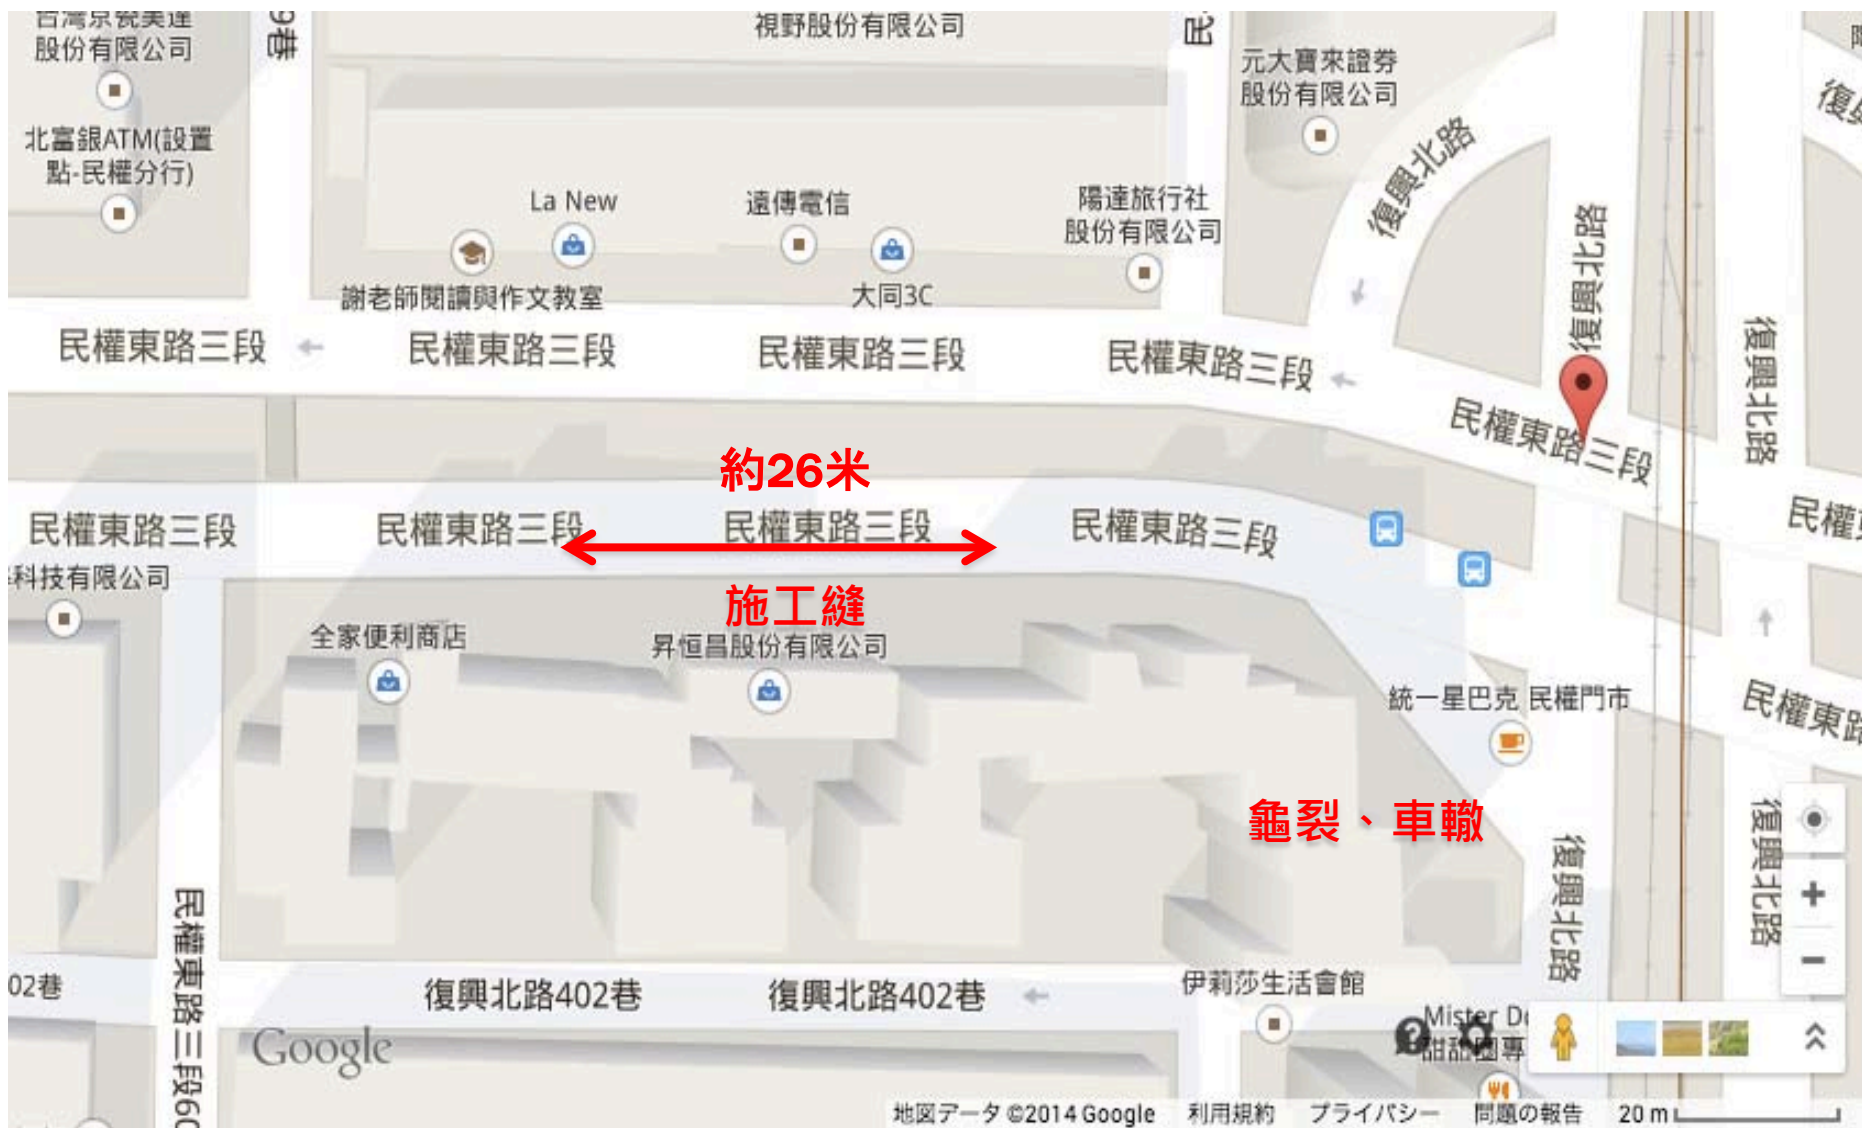 股份有限公司
9巷
視野股份有限公司
民
元大寶來證券
股份有限公司
北富銀ATM(設置
點-民權分行)
La New
遠傳電信
陽達旅行社
股份有限公司
復興北路
復興北路
謝老師閱讀與作文教室
大同3C
民權東路三段
民權東路三段
民權東路三段
民權東路三段
復興北路
民權東路三段
約26米
民權東路三段
民權東路三段
民權東路三段
民權東路三段
民權
科技有限公司
施工縫
全家便利商店
昇恒昌股份有限公司
統一星巴克 民權門市
民權東路
龜裂、車轍
復興北路
復興北路
民權東路三段60
02巷
復興北路402巷
復興北路402巷
伊莉莎生活會館
Mister Do
甜甜圈專
Google
地図データ ©2014 Google
利用規約
プライバシー
問題の報告
20 m